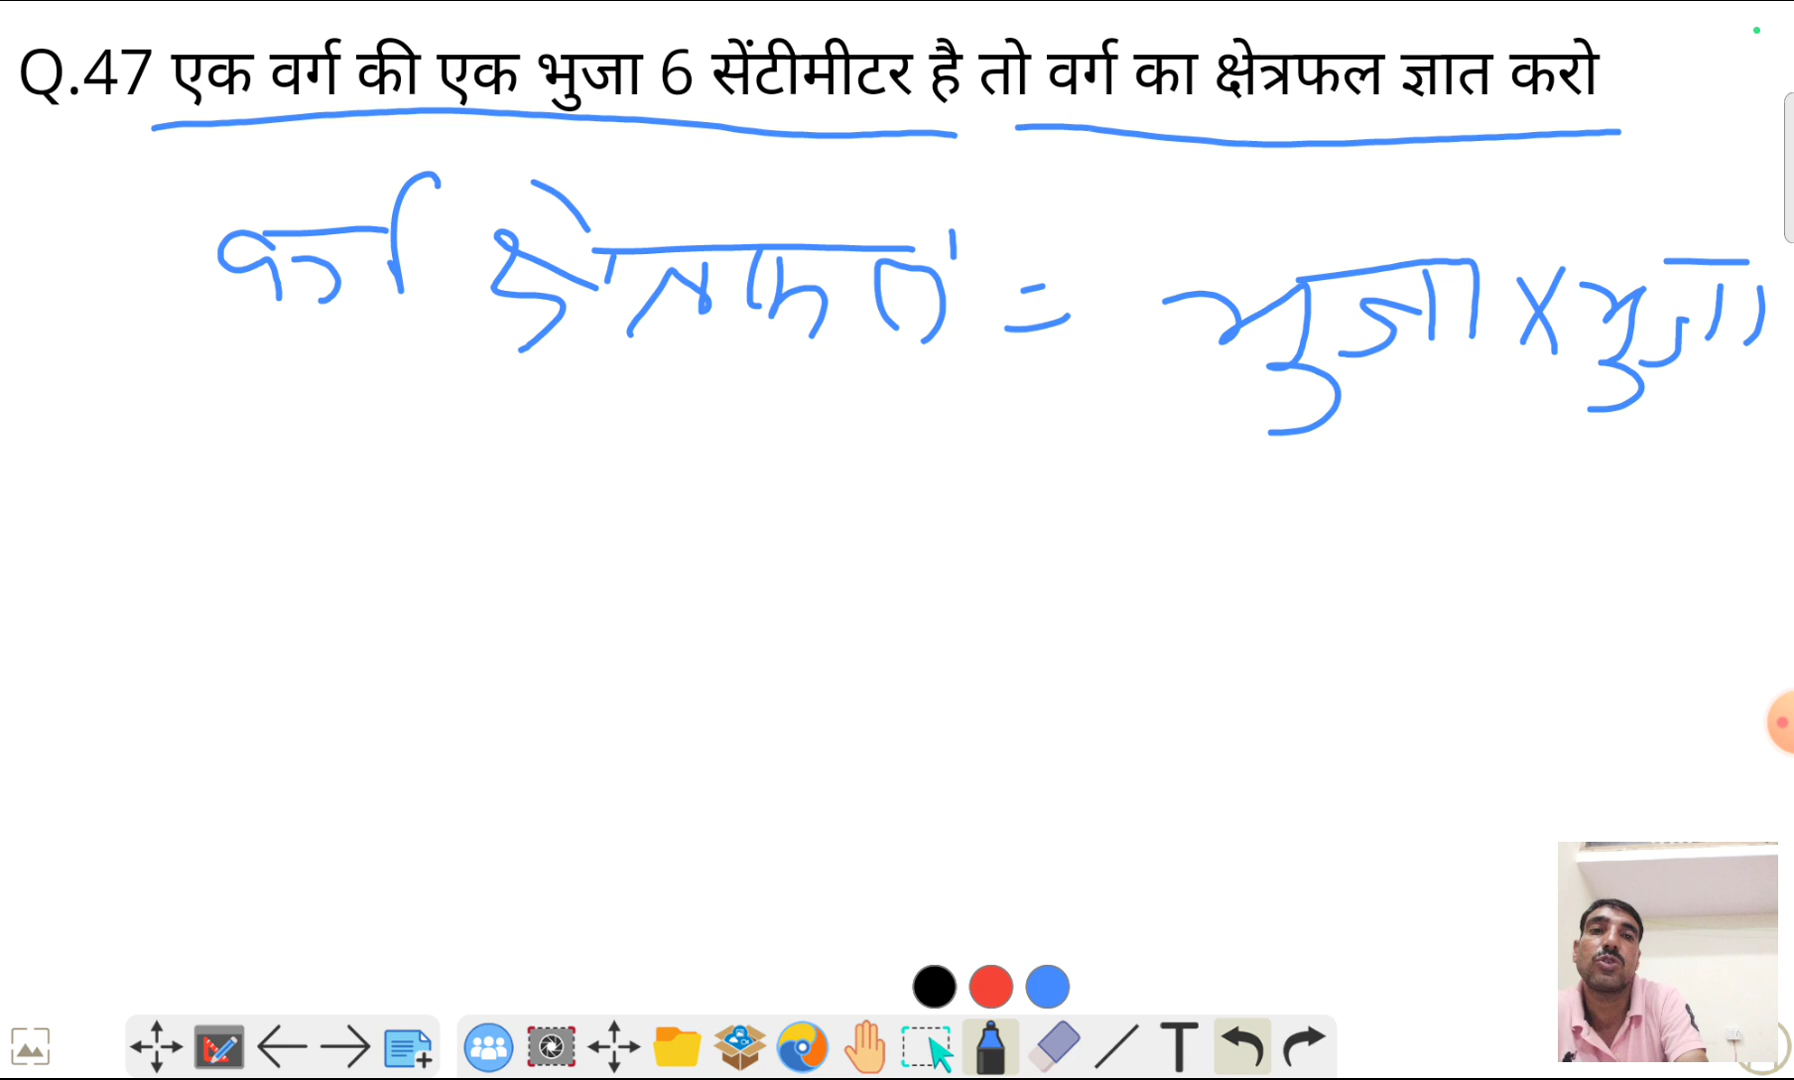 Q.47 एक वर्ग की एक भुजा 6 सेंटीमीटर है तो वर्ग का क्षेत्रफल ज्ञात करो
वर्ग क्षेत्रफल = भुजा × भुजा